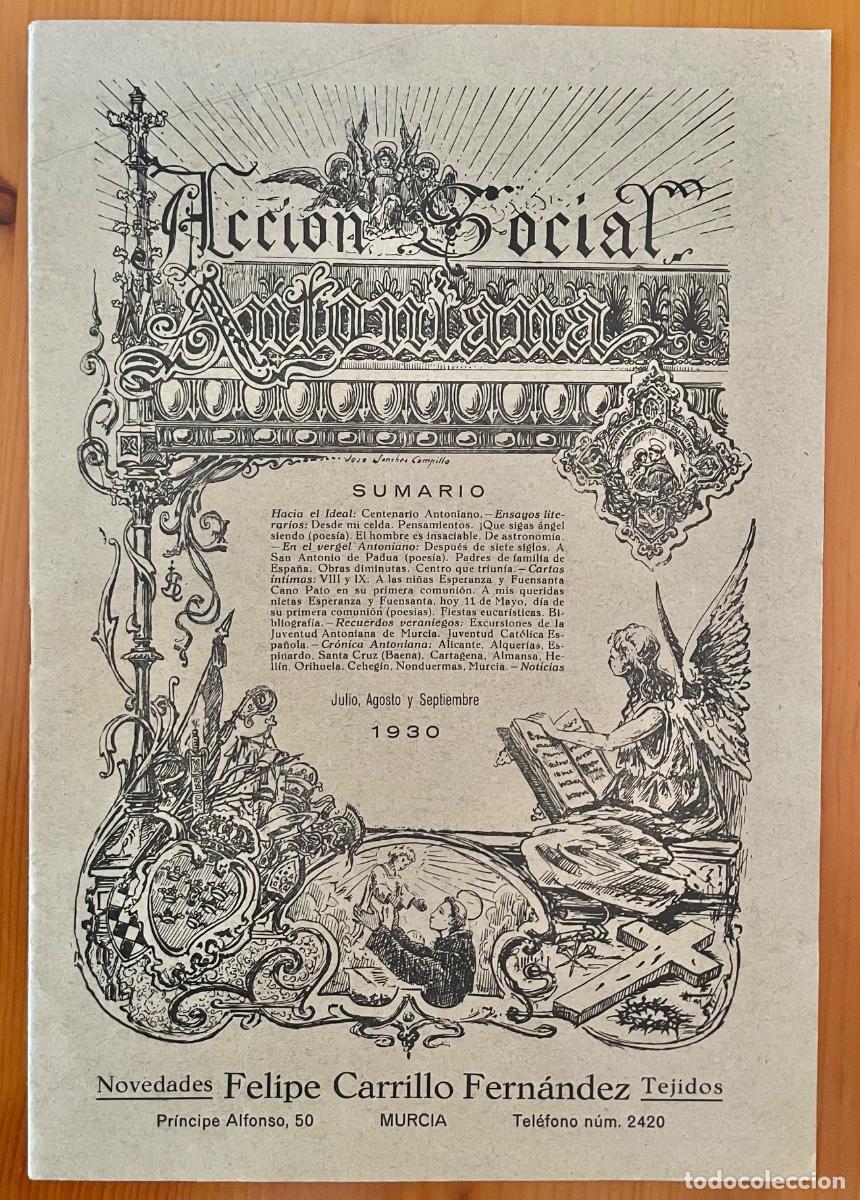 Acción Social
Antoniana
Jose Sanchez Campillo
SUMARIO
Hacia el Ideal: Centenario Antoniano.—Ensayos lite-
rarios: Desde mi celda. Pensamientos. ¡Que sigas ángel
siendo (poesía). El hombre es insaciable. De astronomía.
—En el vergel Antoniano: Después de siete siglos. A
San Antonio de Padua (poesía). Padres de familia de
España. Obras diminutas. Centro que triunfa.—Cartas
íntimas: VIII y IX. A las niñas Esperanza y Fuensanta
Cano Pato en su primera comunión. A mis queridas
nietas Esperanza y Fuensanta, hoy 11 de Mayo, día de
su primera comunión (poesías). Fiestas eucarísticas. Bi-
bliografía.—Recuerdos veraniegos: Excursiones de la
Juventud Antoniana de Murcia. Juventud Católica Es-
pañola.—Crónica Antoniana: Alicante, Alquerías, Es-
pinardo, Santa Cruz (Baena), Cartagena, Almansa, He-
llín, Orihuela, Cehegín, Nonduermas, Murcia.—Noticias
Julio, Agosto y Septiembre
1930
Novedades Felipe Carrillo Fernández Tejidos
Príncipe Alfonso, 50 MURCIA Teléfono núm. 2420
todocoleccion